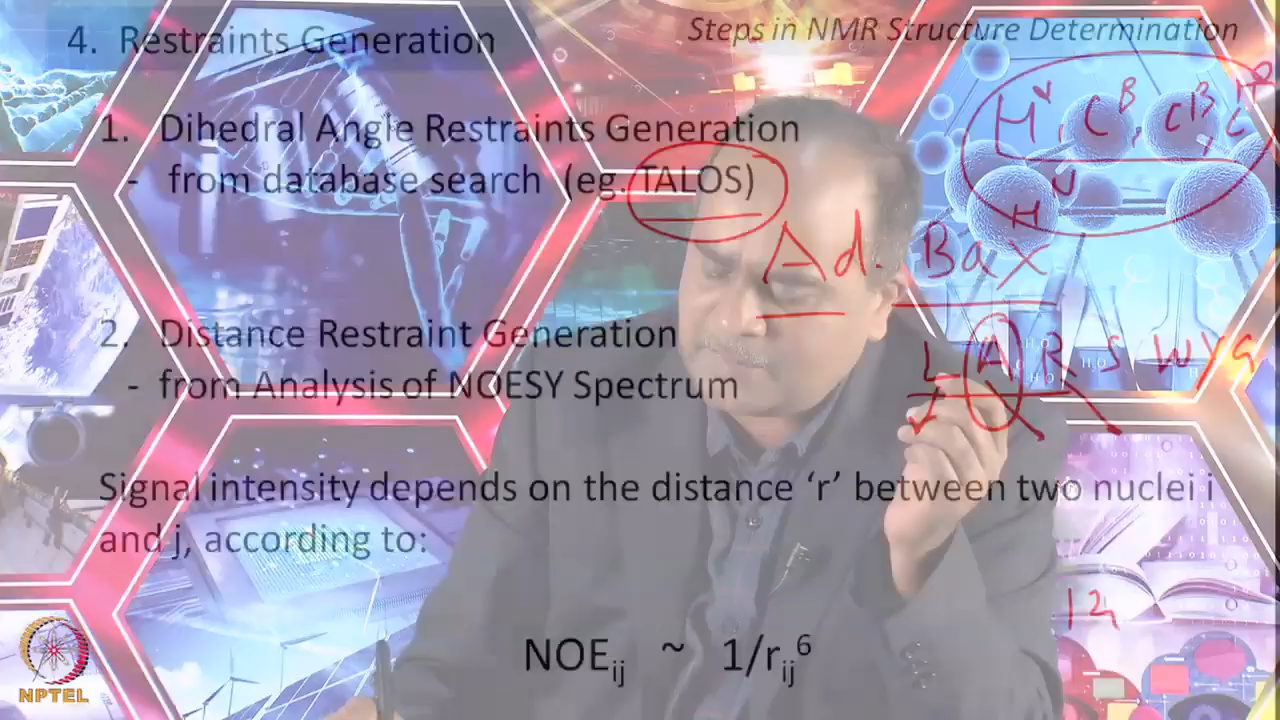 4. Restraints Generation
Steps in NMR Structure Determination
1. Dihedral Angle Restraints Generation
- from database search (eg. TALOS)
Ad. Bax
2. Distance Restraint Generation
L A R S W Y G
- from Analysis of NOESY Spectrum
Signal intensity depends on the distance ‘r’ between two nuclei i
and j, according to:
NOEij ~ 1/rij6
NPTEL